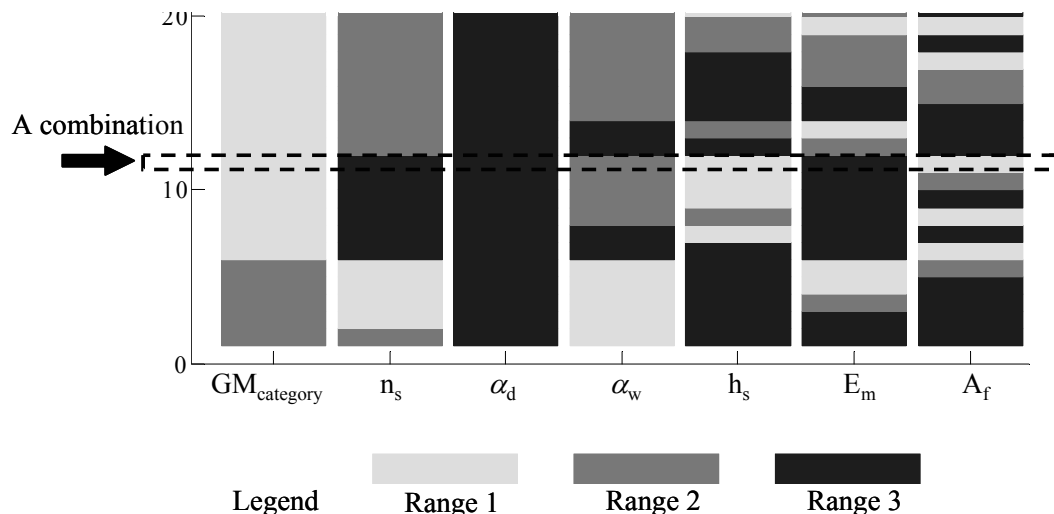 20
A combination
10
0
GM_category n_s α_d α_w h_s E_m A_f
Legend Range 1 Range 2 Range 3